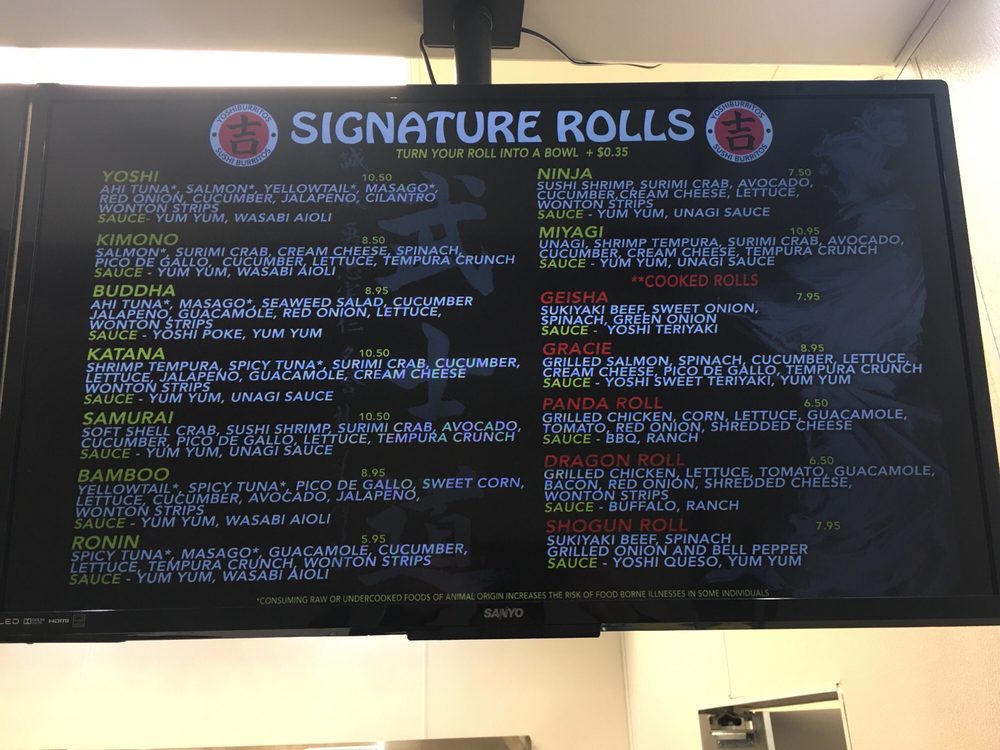 YOSHIBURRITOS
吉
SUSHI BURRITOS
SIGNATURE ROLLS
YOSHIBURRITOS
吉
SUSHI BURRITOS
TURN YOUR ROLL INTO A BOWL + $0.35
YOSHI 10.50
AHI TUNA*, SALMON*, YELLOWTAIL*, MASAGO*,
RED ONION, CUCUMBER, JALAPENO, CILANTRO
WONTON STRIPS
SAUCE- YUM YUM, WASABI AIOLI
KIMONO 8.50
SALMON*, SURIMI CRAB, CREAM CHEESE, SPINACH,
PICO DE GALLO, CUCUMBER, LETTUCE, TEMPURA CRUNCH
SAUCE - YUM YUM, WASABI AIOLI
BUDDHA 8.95
AHI TUNA*, MASAGO*, SEAWEED SALAD, CUCUMBER
JALAPENO, GUACAMOLE, RED ONION, LETTUCE,
WONTON STRIPS
SAUCE - YOSHI POKE, YUM YUM
KATANA 10.50
SHRIMP TEMPURA, SPICY TUNA*, SURIMI CRAB, CUCUMBER,
LETTUCE, JALAPENO, GUACAMOLE, CREAM CHEESE
WONTON STRIPS
SAUCE - YUM YUM, UNAGI SAUCE
SAMURAI 10.50
SOFT SHELL CRAB, SUSHI SHRIMP, SURIMI CRAB, AVOCADO,
CUCUMBER, PICO DE GALLO, LETTUCE, TEMPURA CRUNCH
SAUCE - YUM YUM, UNAGI SAUCE
BAMBOO 8.95
YELLOWTAIL*, SPICY TUNA*, PICO DE GALLO, SWEET CORN,
LETTUCE, CUCUMBER, AVOCADO, JALAPENO,
WONTON STRIPS
SAUCE - YUM YUM, WASABI AIOLI
RONIN 5.95
SPICY TUNA*, MASAGO*, GUACAMOLE, CUCUMBER,
LETTUCE, TEMPURA CRUNCH, WONTON STRIPS
SAUCE - YUM YUM, WASABI AIOLI
NINJA 7.50
SUSHI SHRIMP, SURIMI CRAB, AVOCADO,
CUCUMBER, CREAM CHEESE, LETTUCE,
WONTON STRIPS
SAUCE - YUM YUM, UNAGI SAUCE
MIYAGI 10.95
UNAGI, SHRIMP TEMPURA, SURIMI CRAB, AVOCADO,
CUCUMBER, CREAM CHEESE, TEMPURA CRUNCH
SAUCE - YUM YUM, UNAGI SAUCE
**COOKED ROLLS
GEISHA 7.95
SUKIYAKI BEEF, SWEET ONION,
SPINACH, GREEN ONION
SAUCE - YOSHI TERIYAKI
GRACIE 8.95
GRILLED SALMON, SPINACH, CUCUMBER, LETTUCE,
CREAM CHEESE, PICO DE GALLO, TEMPURA CRUNCH
SAUCE - YOSHI SWEET TERIYAKI, YUM YUM
PANDA ROLL 6.50
GRILLED CHICKEN, CORN, LETTUCE, GUACAMOLE,
TOMATO, RED ONION, SHREDDED CHEESE
SAUCE - BBQ, RANCH
DRAGON ROLL 6.50
GRILLED CHICKEN, LETTUCE, TOMATO, GUACAMOLE,
BACON, RED ONION, SHREDDED CHEESE,
WONTON STRIPS
SAUCE - BUFFALO, RANCH
SHOGUN ROLL 7.95
SUKIYAKI BEEF, SPINACH
GRILLED ONION AND BELL PEPPER
SAUCE - YOSHI QUESO, YUM YUM
武士道
*CONSUMING RAW OR UNDERCOOKED FOODS OF ANIMAL ORIGIN INCREASES THE RISK OF FOOD BORNE ILLNESSES IN SOME INDIVIDUALS
SANYO
HDMI